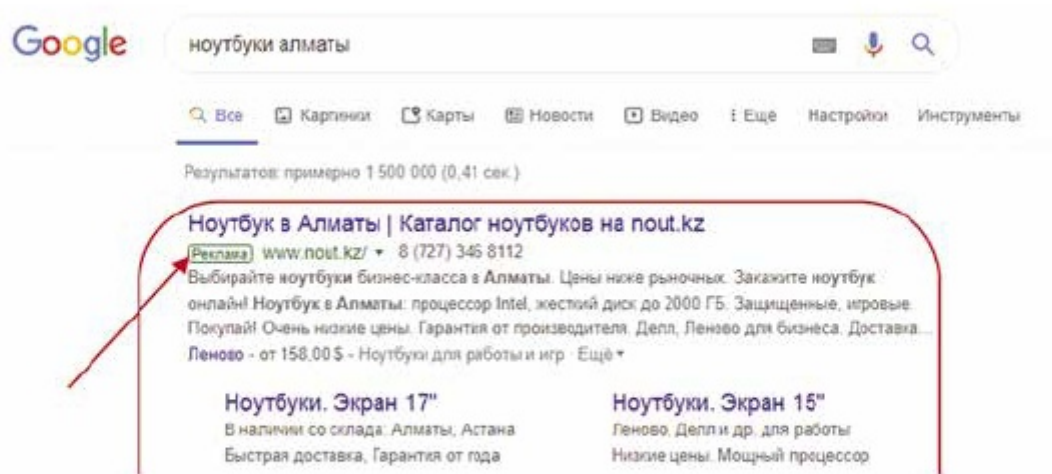 Google ноутбуки алматы
Все Картинки Карты Новости Видео Ещё Настройки Инструменты
Результатов: примерно 1 500 000 (0,41 сек.)
Ноутбук в Алматы | Каталог ноутбуков на nout.kz
Реклама www.nout.kz/ 8 (727) 346 8112
Выбирайте ноутбуки бизнес-класса в Алматы. Цены ниже рыночных. Закажите ноутбук
онлайн! Ноутбук в Алматы: процессор Intel, жесткий диск до 2000 Гб. Защищенные, игровые.
Покупай! Очень низкие цены. Гарантия от производителя. Делл, Леново для бизнеса. Доставка...
Леново - от 158,00 $ - Ноутбуки для работы и игр · Ещё
Ноутбуки. Экран 17"
В наличии со склада: Алматы, Астана
Быстрая доставка, Гарантия от года
Ноутбуки. Экран 15"
Леново, Делл и др. для работы
Низкие цены. Мощный процессор